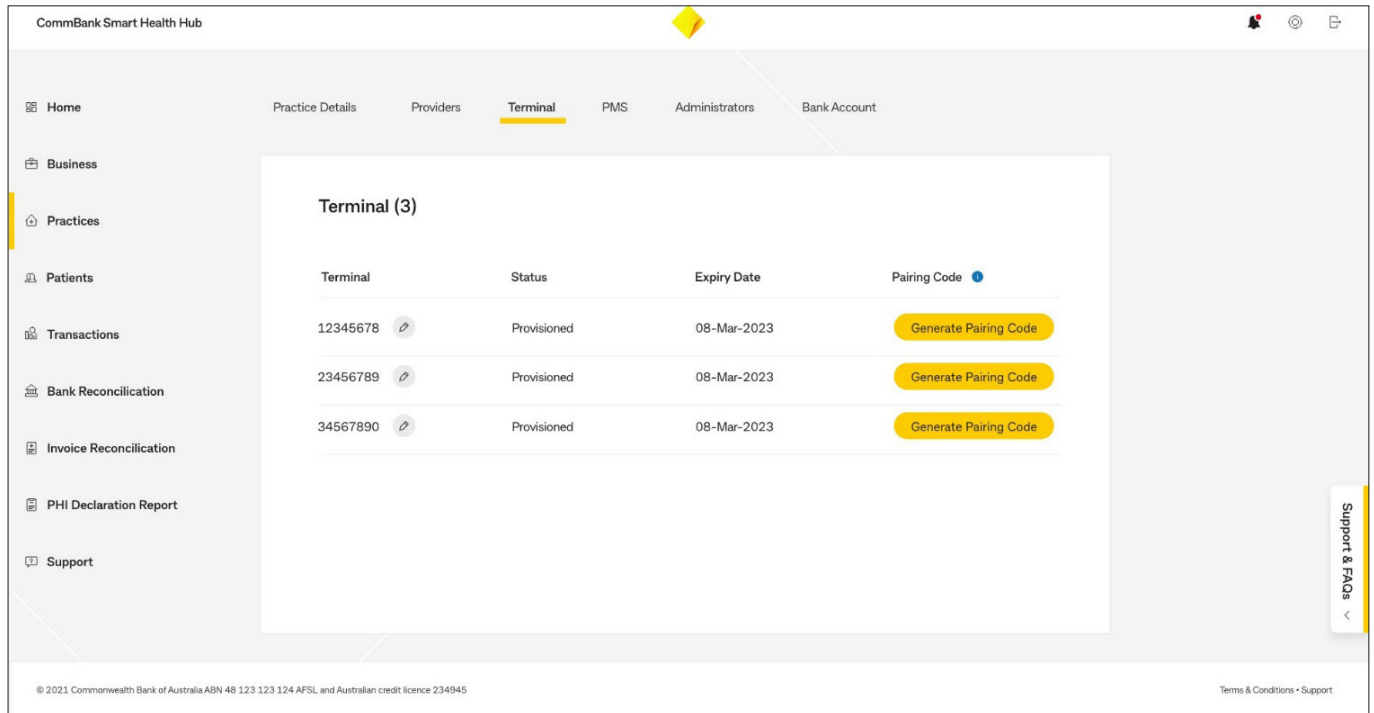 CommBank Smart Health Hub
Home
Business
Practices
Patients
Transactions
Bank Reconcilication
Invoice Reconcilication
PHI Declaration Report
Support
Practice Details Providers Terminal PMS Administrators Bank Account
Terminal (3)
Terminal Status Expiry Date Pairing Code
12345678 Provisioned 08-Mar-2023 Generate Pairing Code
23456789 Provisioned 08-Mar-2023 Generate Pairing Code
34567890 Provisioned 08-Mar-2023 Generate Pairing Code
Support & FAQs
© 2021 Commonwealth Bank of Australia ABN 48 123 123 124 AFSL and Australian credit licence 234945
Terms & Conditions • Support